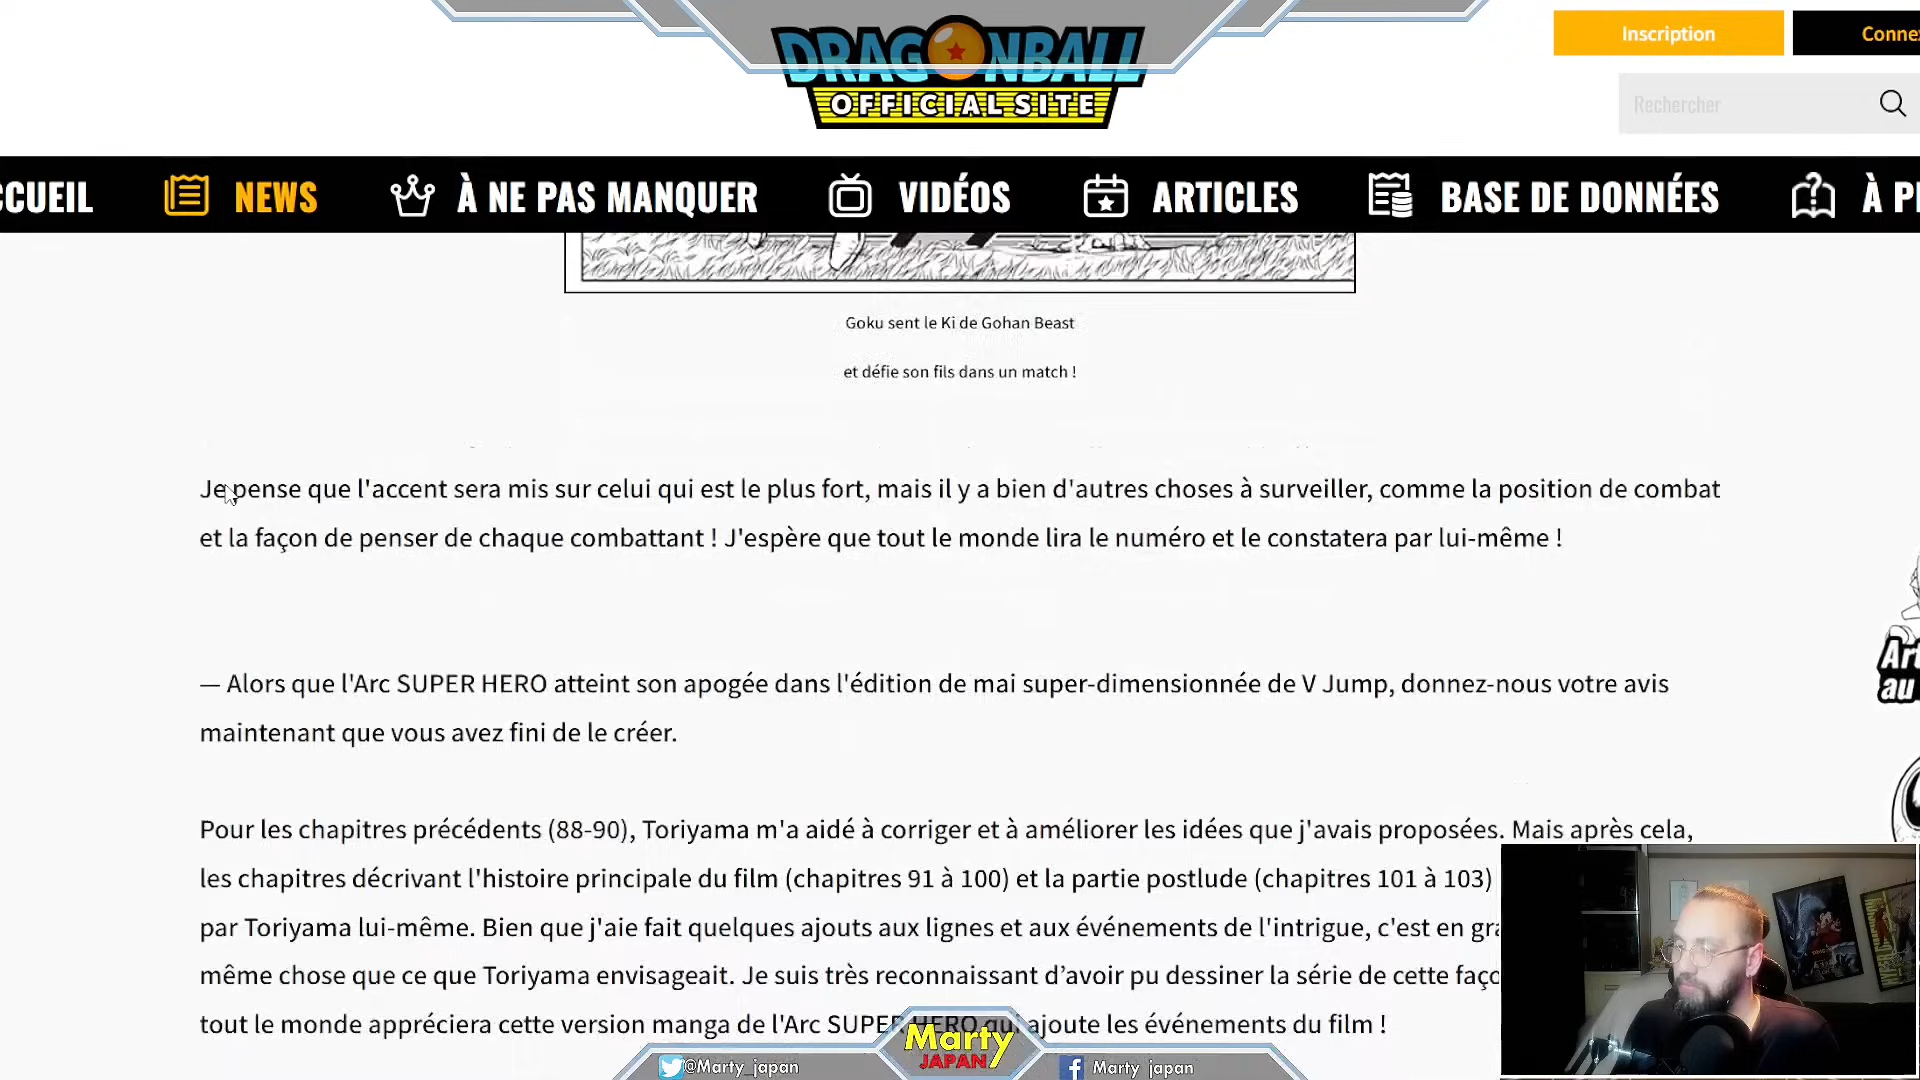 DRAGONBALL
OFFICIAL SITE
Inscription
Rechercher
NEWS
À NE PAS MANQUER
VIDÉOS
ARTICLES
BASE DE DONNÉES
Goku sent le Ki de Gohan Beast
et défie son fils dans un match !
Je pense que l'accent sera mis sur celui qui est le plus fort, mais il y a bien d'autres choses à surveiller, comme la position de combat
et la façon de penser de chaque combattant ! J'espère que tout le monde lira le numéro et le constatera par lui-même !
— Alors que l'Arc SUPER HERO atteint son apogée dans l'édition de mai super-dimensionnée de V Jump, donnez-nous votre avis
maintenant que vous avez fini de le créer.
Pour les chapitres précédents (88-90), Toriyama m'a aidé à corriger et à améliorer les idées que j'avais proposées. Mais après cela,
les chapitres décrivant l'histoire principale du film (chapitres 91 à 100) et la partie postlude (chapitres 101 à 103)
par Toriyama lui-même. Bien que j'aie fait quelques ajouts aux lignes et aux événements de l'intrigue, c'est en
même chose que ce que Toriyama envisageait. Je suis très reconnaissant d’avoir pu dessiner la série de cette
tout le monde appréciera cette version manga de l'Arc SUPER HERO qui ajoute les événements du film !
au
Marty
JAPAN
@Marty_japan
Marty japan